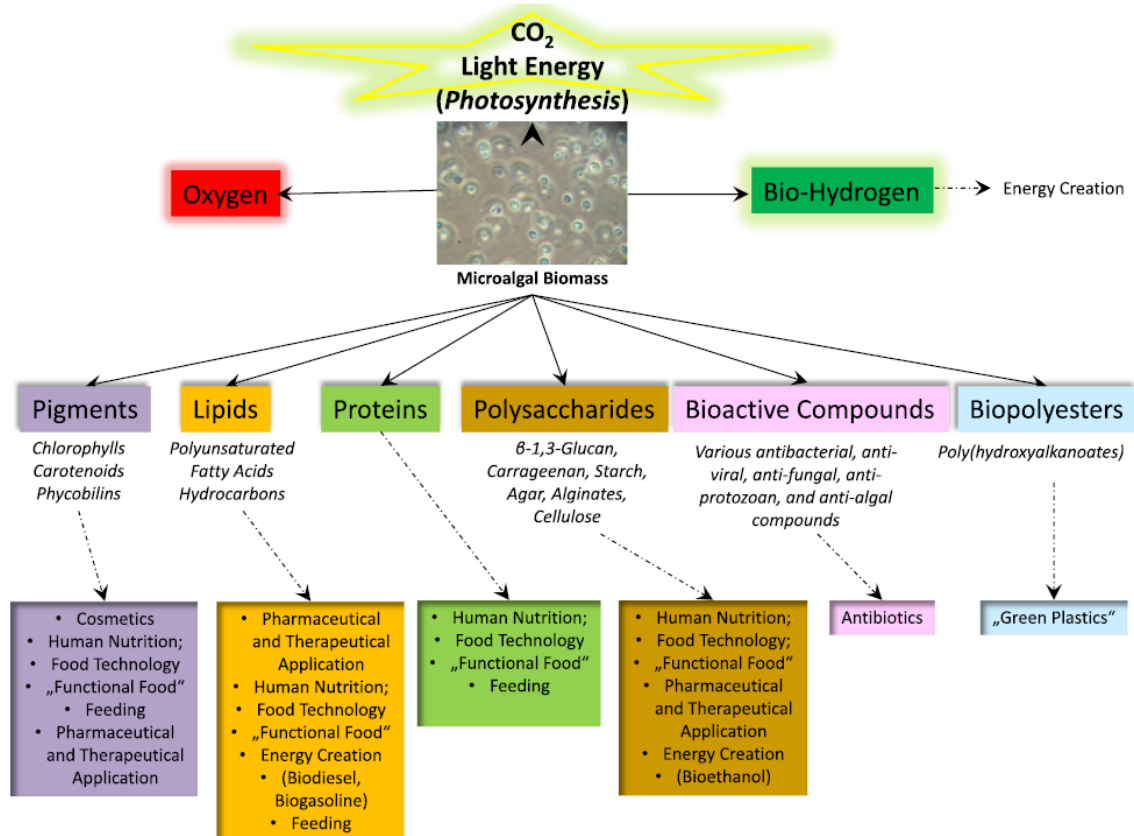 CO2
Light Energy
(Photosynthesis)
Oxygen
Bio-Hydrogen
Energy Creation
Microalgal Biomass
Pigments
Chlorophylls
Carotenoids
Phycobilins
Lipids
Polyunsaturated
Fatty Acids
Hydrocarbons
Proteins
Polysaccharides
β-1,3-Glucan,
Carrageenan, Starch,
Agar, Alginates,
Cellulose
Bioactive Compounds
Various antibacterial, anti-
viral, anti-fungal, anti-
protozoan, and anti-algal
compounds
Biopolyesters
Poly(hydroxyalkanoates)
• Cosmetics
• Human Nutrition;
• Food Technology
• „Functional Food“
• Feeding
• Pharmaceutical
and Therapeutical
Application
• Pharmaceutical
and Therapeutical
Application
• Human Nutrition;
• Food Technology
• „Functional Food“
• Energy Creation
• (Biodiesel,
Biogasoline)
• Feeding
• Human Nutrition;
• Food Technology
• „Functional Food“
• Feeding
• Human Nutrition;
• Food Technology;
• „Functional Food“
• Pharmaceutical
and Therapeutical
Application
• Energy Creation
• (Bioethanol)
Antibiotics
„Green Plastics“